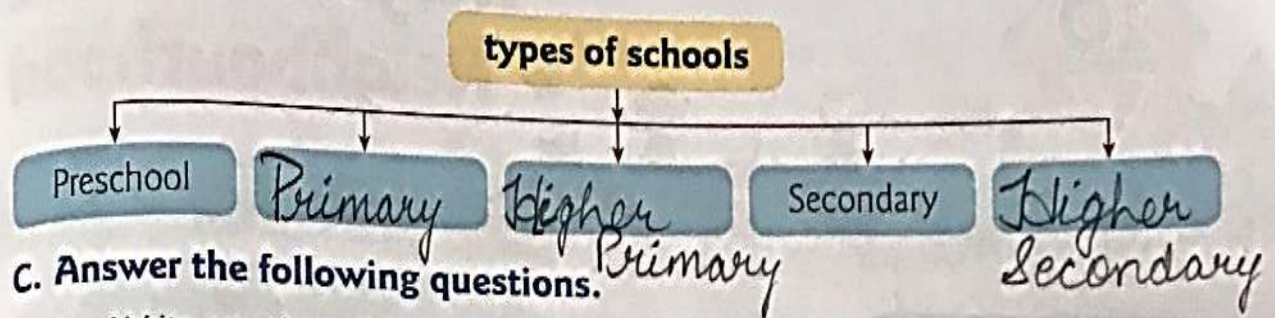 types of schools
Preschool
Primary
Higher
Primary
Secondary
Higher
Secondary
C. Answer the following questions.